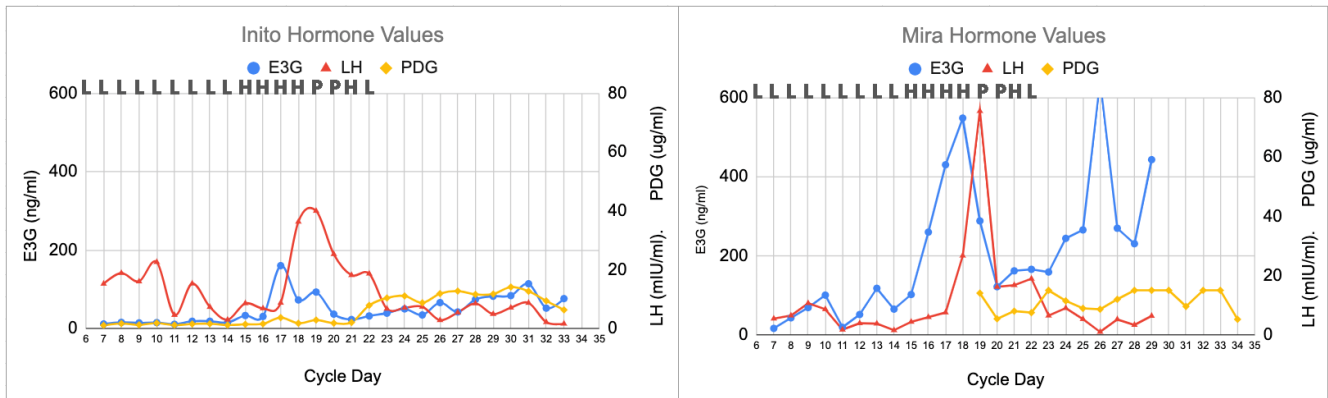 Inito Hormone Values
E3G LH PDG
L L L L L L L L L H H H H P P H L
600
400
200
0
80
60
40
20
0
E3G (ng/ml)
LH (mIU/ml). PDG (ug/ml)
6 7 8 9 10 11 12 13 14 15 16 17 18 19 20 21 22 23 24 25 26 27 28 29 30 31 32 33 34 35
Cycle Day
Mira Hormone Values
E3G LH PDG
L L L L L L L L L H H H H P P H L
600
400
200
0
80
60
40
20
0
E3G (ng/ml)
LH (mIU/ml). PDG (ug/ml)
6 7 8 9 10 11 12 13 14 15 16 17 18 19 20 21 22 23 24 25 26 27 28 29 30 31 32 33 34 35
Cycle Day